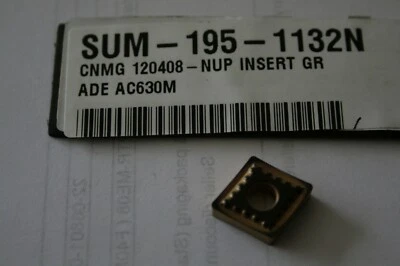 SUM-195-1132N
CNMG 120408-NUP INSERT GR
ADE AC630M